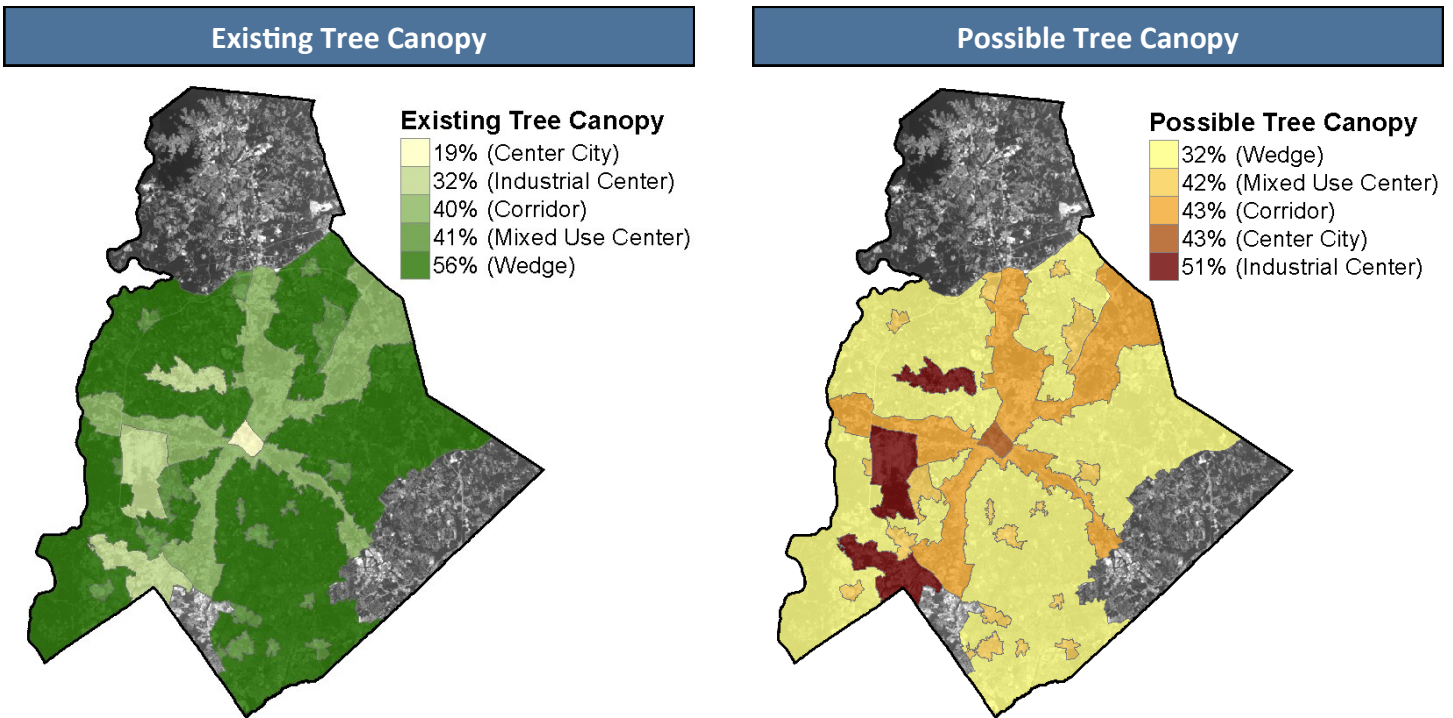 Existing Tree Canopy
Existing Tree Canopy
19% (Center City)
32% (Industrial Center)
40% (Corridor)
41% (Mixed Use Center)
56% (Wedge)
Possible Tree Canopy
Possible Tree Canopy
32% (Wedge)
42% (Mixed Use Center)
43% (Corridor)
43% (Center City)
51% (Industrial Center)